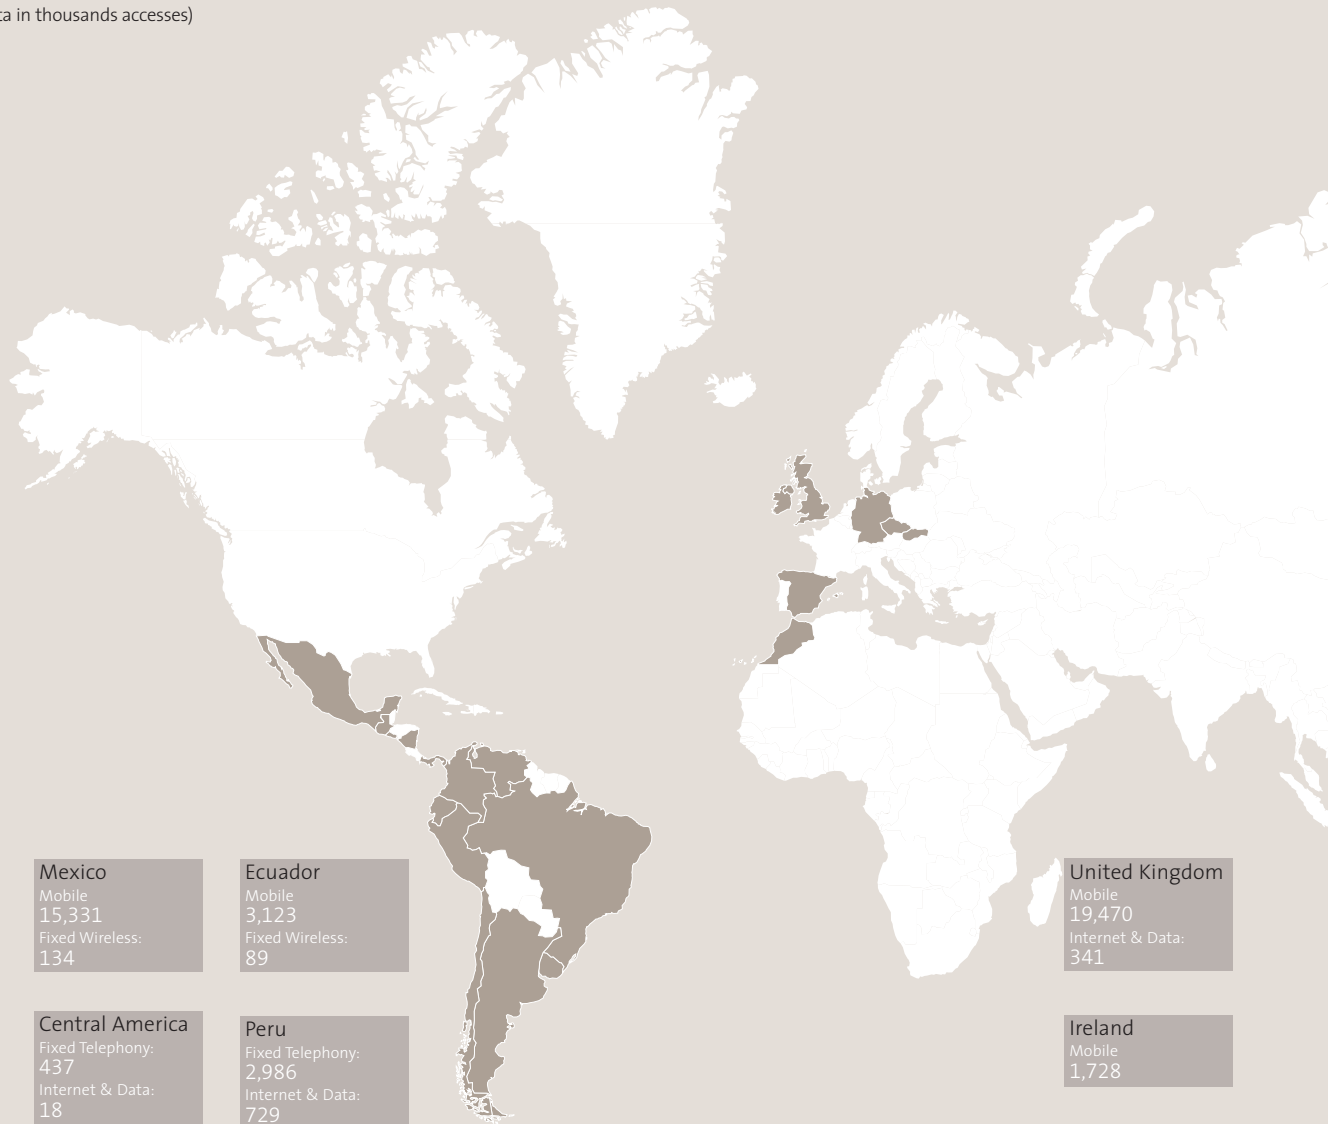 in thousands accesses)
Mexico
Mobile
15,331
Fixed Wireless:
134
Ecuador
Mobile
3,123
Fixed Wireless:
89
United Kingdom
Mobile
19,470
Internet & Data:
341
Central America
Fixed Telephony:
437
Internet & Data:
18
Peru
Fixed Telephony:
2,986
Internet & Data:
729
Ireland
Mobile
1,728